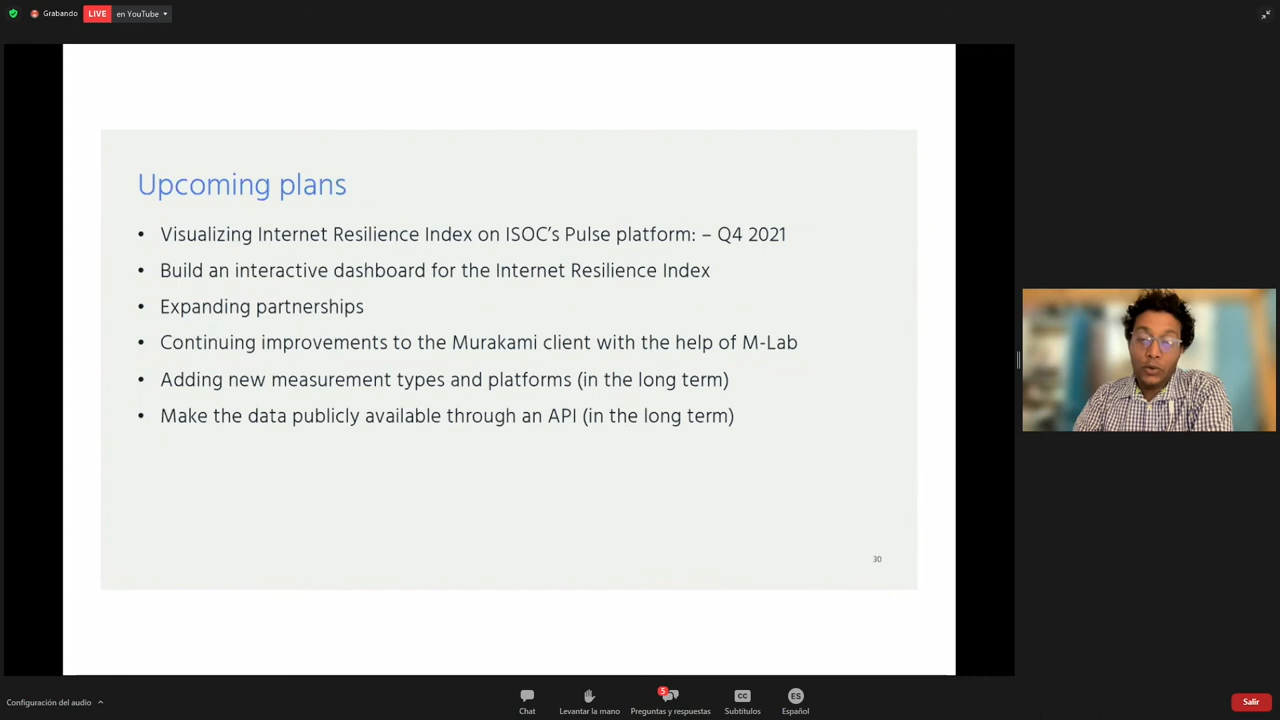 Grabando
LIVE
en YouTube
Upcoming plans
• Visualizing Internet Resilience Index on ISOC’s Pulse platform: – Q4 2021
• Build an interactive dashboard for the Internet Resilience Index
• Expanding partnerships
• Continuing improvements to the Murakami client with the help of M-Lab
• Adding new measurement types and platforms (in the long term)
• Make the data publicly available through an API (in the long term)
30
Configuración del audio
Chat
Levantar la mano
5
Preguntas y respuestas
CC
Subtítulos
ES
Español
Salir